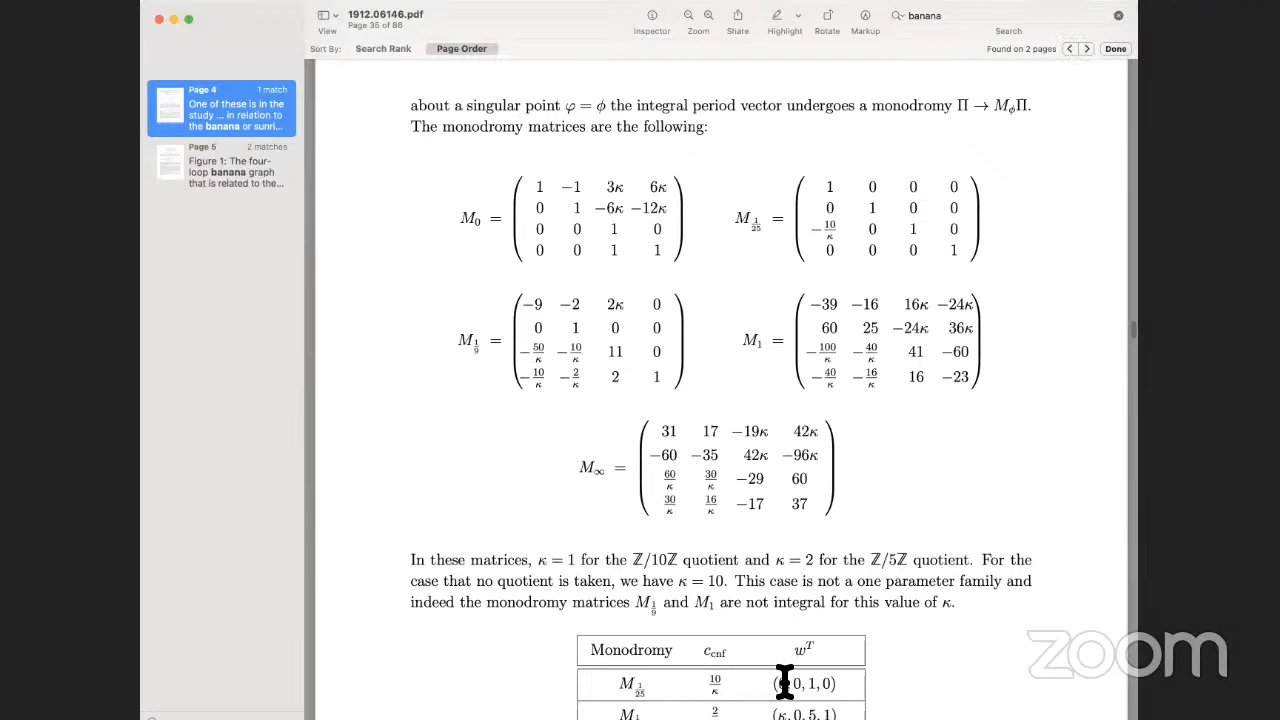 1912.06146.pdf
Page 35 of 86
View
Inspector
Zoom
Share
Highlight
Rotate
Markup
banana
Search
Sort By:
Search Rank
Page Order
Found on 2 pages
Done
Page 4 1 match
One of these is in the
study ... in relation to
the banana or sunri...
Page 5 2 matches
Figure 1: The four-
loop banana graph
that is related to the...
about a singular point φ = ϕ the integral period vector undergoes a monodromy Π → M_ϕΠ.
The monodromy matrices are the following:
M_0 =
1 −1 3κ 6κ
0 1 −6κ −12κ
0 0 1 0
0 0 1 1
M_{1/25} =
1 0 0 0
0 1 0 0
−10/κ 0 1 0
0 0 0 1
M_{1/9} =
−9 −2 2κ 0
0 1 0 0
−50/κ −10/κ 11 0
−10/κ −2/κ 2 1
M_1 =
−39 −16 16κ −24κ
60 25 −24κ 36κ
−100/κ −40/κ 41 −60
−40/κ −16/κ 16 −23
M_∞ =
31 17 −19κ 42κ
−60 −35 42κ −96κ
60/κ 30/κ −29 60
30/κ 16/κ −17 37
In these matrices, κ = 1 for the ℤ/10ℤ quotient and κ = 2 for the ℤ/5ℤ quotient. For the
case that no quotient is taken, we have κ = 10. This case is not a one parameter family and
indeed the monodromy matrices M_{1/9} and M_1 are not integral for this value of κ.
Monodromy c_cnf w^T
M_{1/25} 10/κ 0, 1, 0)
2 (κ, 0, 5, 1)
zoom